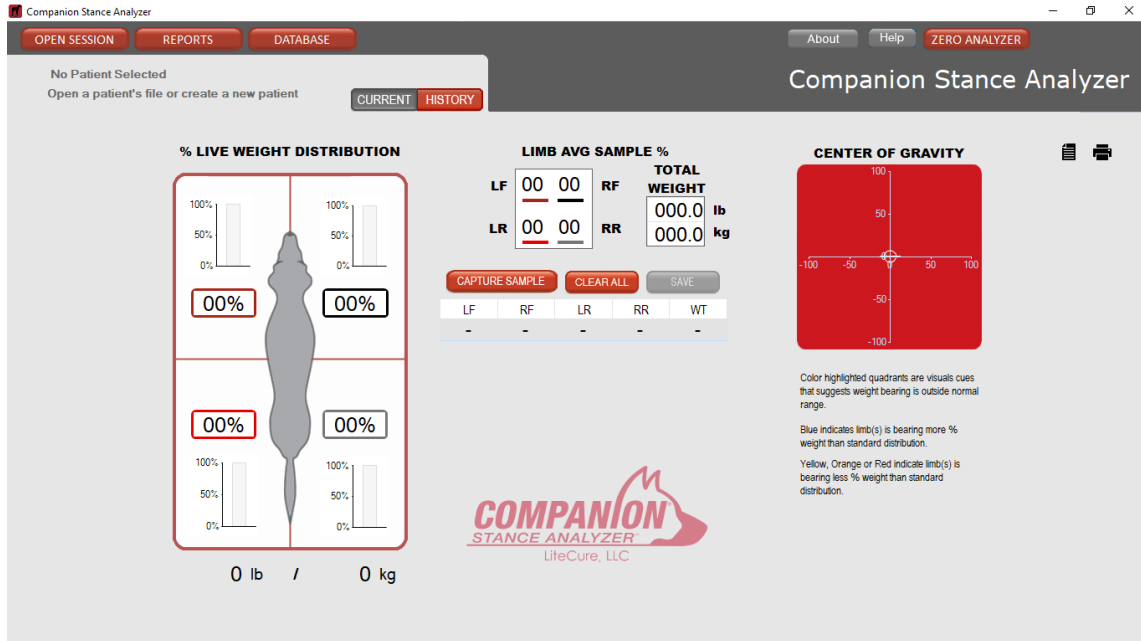 Companion Stance Analyzer
OPEN SESSION REPORTS DATABASE About Help ZERO ANALYZER
No Patient Selected
Open a patient's file or create a new patient
CURRENT HISTORY
Companion Stance Analyzer
% LIVE WEIGHT DISTRIBUTION
100% 100%
50% 50%
0% 0%
00% 00%
00% 00%
100% 100%
50% 50%
0% 0%
0 lb / 0 kg
LIMB AVG SAMPLE %
TOTAL
WEIGHT
LF 00 00 RF
000.0 lb
LR 00 00 RR
000.0 kg
CAPTURE SAMPLE CLEAR ALL SAVE
LF RF LR RR WT
- - - - -
COMPANION
STANCE ANALYZER™
LiteCure, LLC
CENTER OF GRAVITY
100
50
-100 -50 0 50 100
-50
-100
Color highlighted quadrants are visuals cues
that suggests weight bearing is outside normal
range.
Blue indicates limb(s) is bearing more %
weight than standard distribution.
Yellow, Orange or Red indicate limb(s) is
bearing less % weight than standard
distribution.